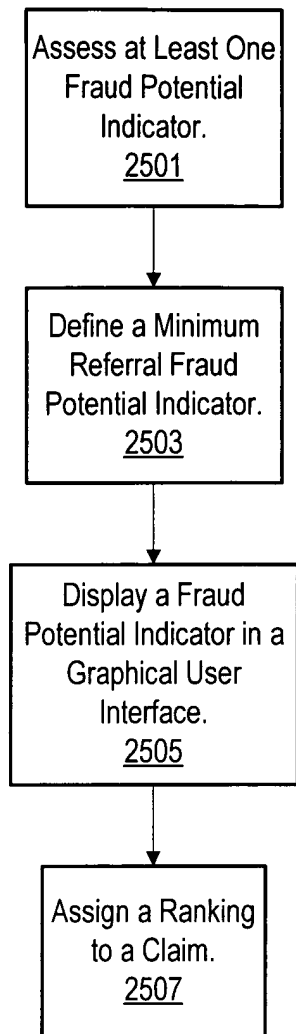 Assess at Least One
Fraud Potential
Indicator.
2501
Define a Minimum
Referral Fraud
Potential Indicator.
2503
Display a Fraud
Potential Indicator in a
Graphical User
Interface.
2505
Assign a Ranking
to a Claim.
2507